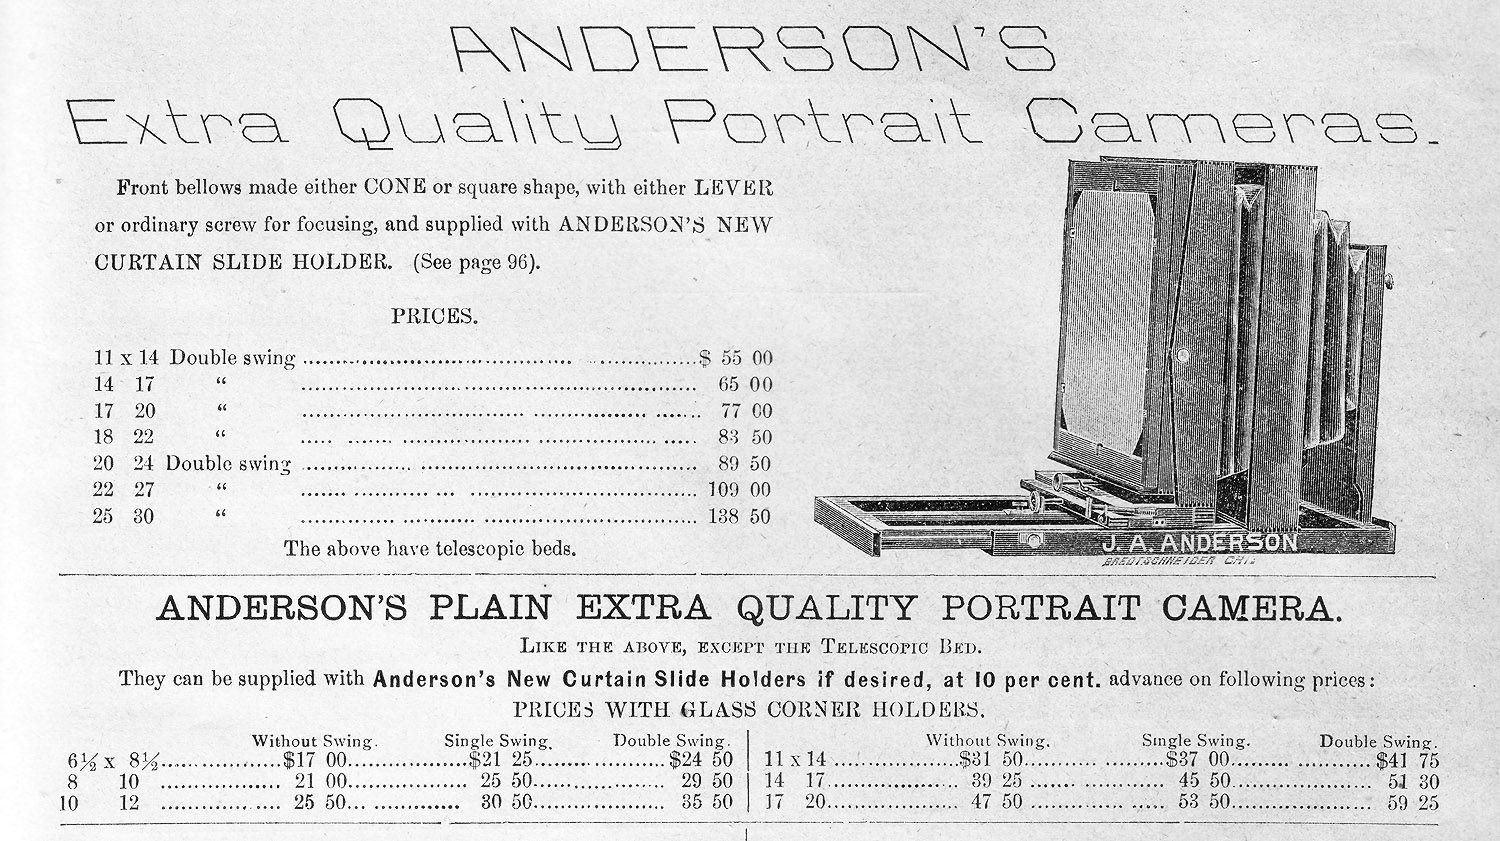 ANDERSON'S
Extra Quality Portrait Cameras.
Front bellows made either CONE or square shape, with either LEVER
or ordinary screw for focusing, and supplied with ANDERSON'S NEW
CURTAIN SLIDE HOLDER. (See page 96).
PRICES.
11 x 14 Double swing ........ $ 55 00
14 17 “ ........ 65 00
17 20 “ ........ 77 00
18 22 “ ........ 83 50
20 24 Double swing ........ 89 50
22 27 “ ........ 109 00
25 30 “ ........ 138 50
The above have telescopic beds.
J. A. ANDERSON
BREDTSCHNEIDER CHI.
ANDERSON'S PLAIN EXTRA QUALITY PORTRAIT CAMERA.
LIKE THE ABOVE, EXCEPT THE TELESCOPIC BED.
They can be supplied with Anderson's New Curtain Slide Holders if desired, at 10 per cent. advance on following prices:
PRICES WITH GLASS CORNER HOLDERS.
Without Swing. Single Swing. Double Swing.
6½ x 8½ ........ $17 00 ........ $21 25 ........ $24 50
8 10 ........ 21 00 ........ 25 50 ........ 29 50
10 12 ........ 25 50 ........ 30 50 ........ 35 50
Without Swing. Single Swing. Double Swing.
11 x 14 ........ $31 50 ........ $37 00 ........ $41 75
14 17 ........ 39 25 ........ 45 50 ........ 51 30
17 20 ........ 47 50 ........ 53 50 ........ 59 25